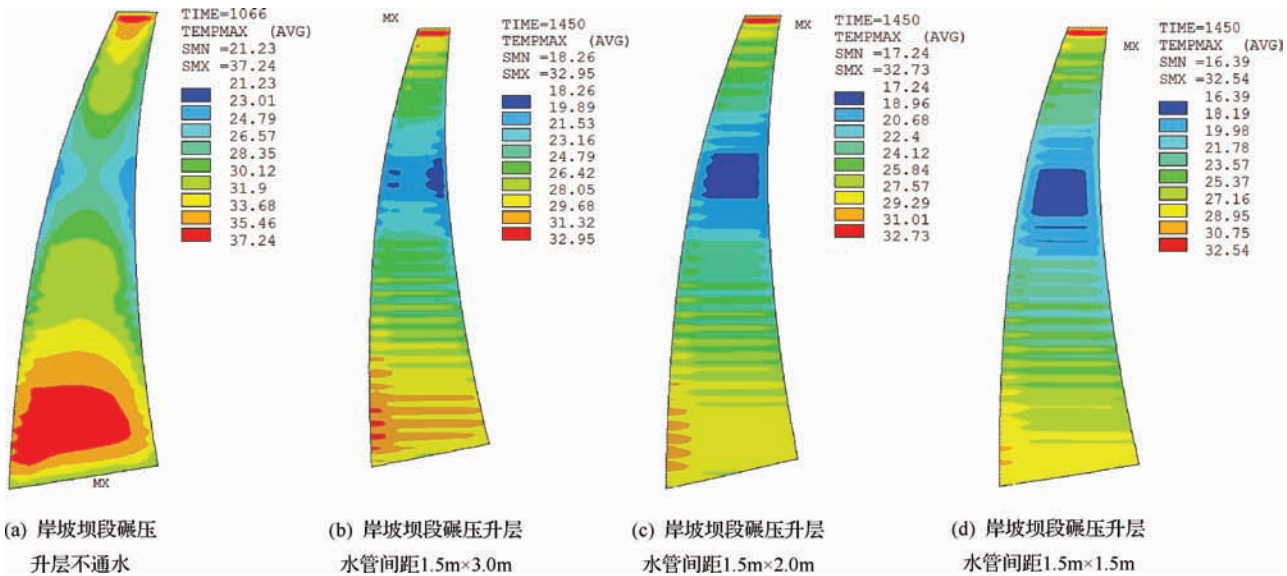 TIME=1066
TEMPMAX (AVG)
SMN =21.23
SMX =37.24
21.23
23.01
24.79
26.57
28.35
30.12
31.9
33.68
35.46
37.24
MX
(a) 岸坡坝段碾压
升层不通水
MX
TIME=1450
TEMPMAX (AVG)
SMN =18.26
SMX =32.95
18.26
19.89
21.53
23.16
24.79
26.42
28.05
29.68
31.32
32.95
(b) 岸坡坝段碾压升层
水管间距1.5m×3.0m
MX
TIME=1450
TEMPMAX (AVG)
SMN =17.24
SMX =32.73
17.24
18.96
20.68
22.4
24.12
25.84
27.57
29.29
31.01
32.73
(c) 岸坡坝段碾压升层
水管间距1.5m×2.0m
MX
TIME=1450
TEMPMAX (AVG)
SMN =16.39
SMX =32.54
16.39
18.19
19.98
21.78
23.57
25.37
27.16
28.95
30.75
32.54
(d) 岸坡坝段碾压升层
水管间距1.5m×1.5m